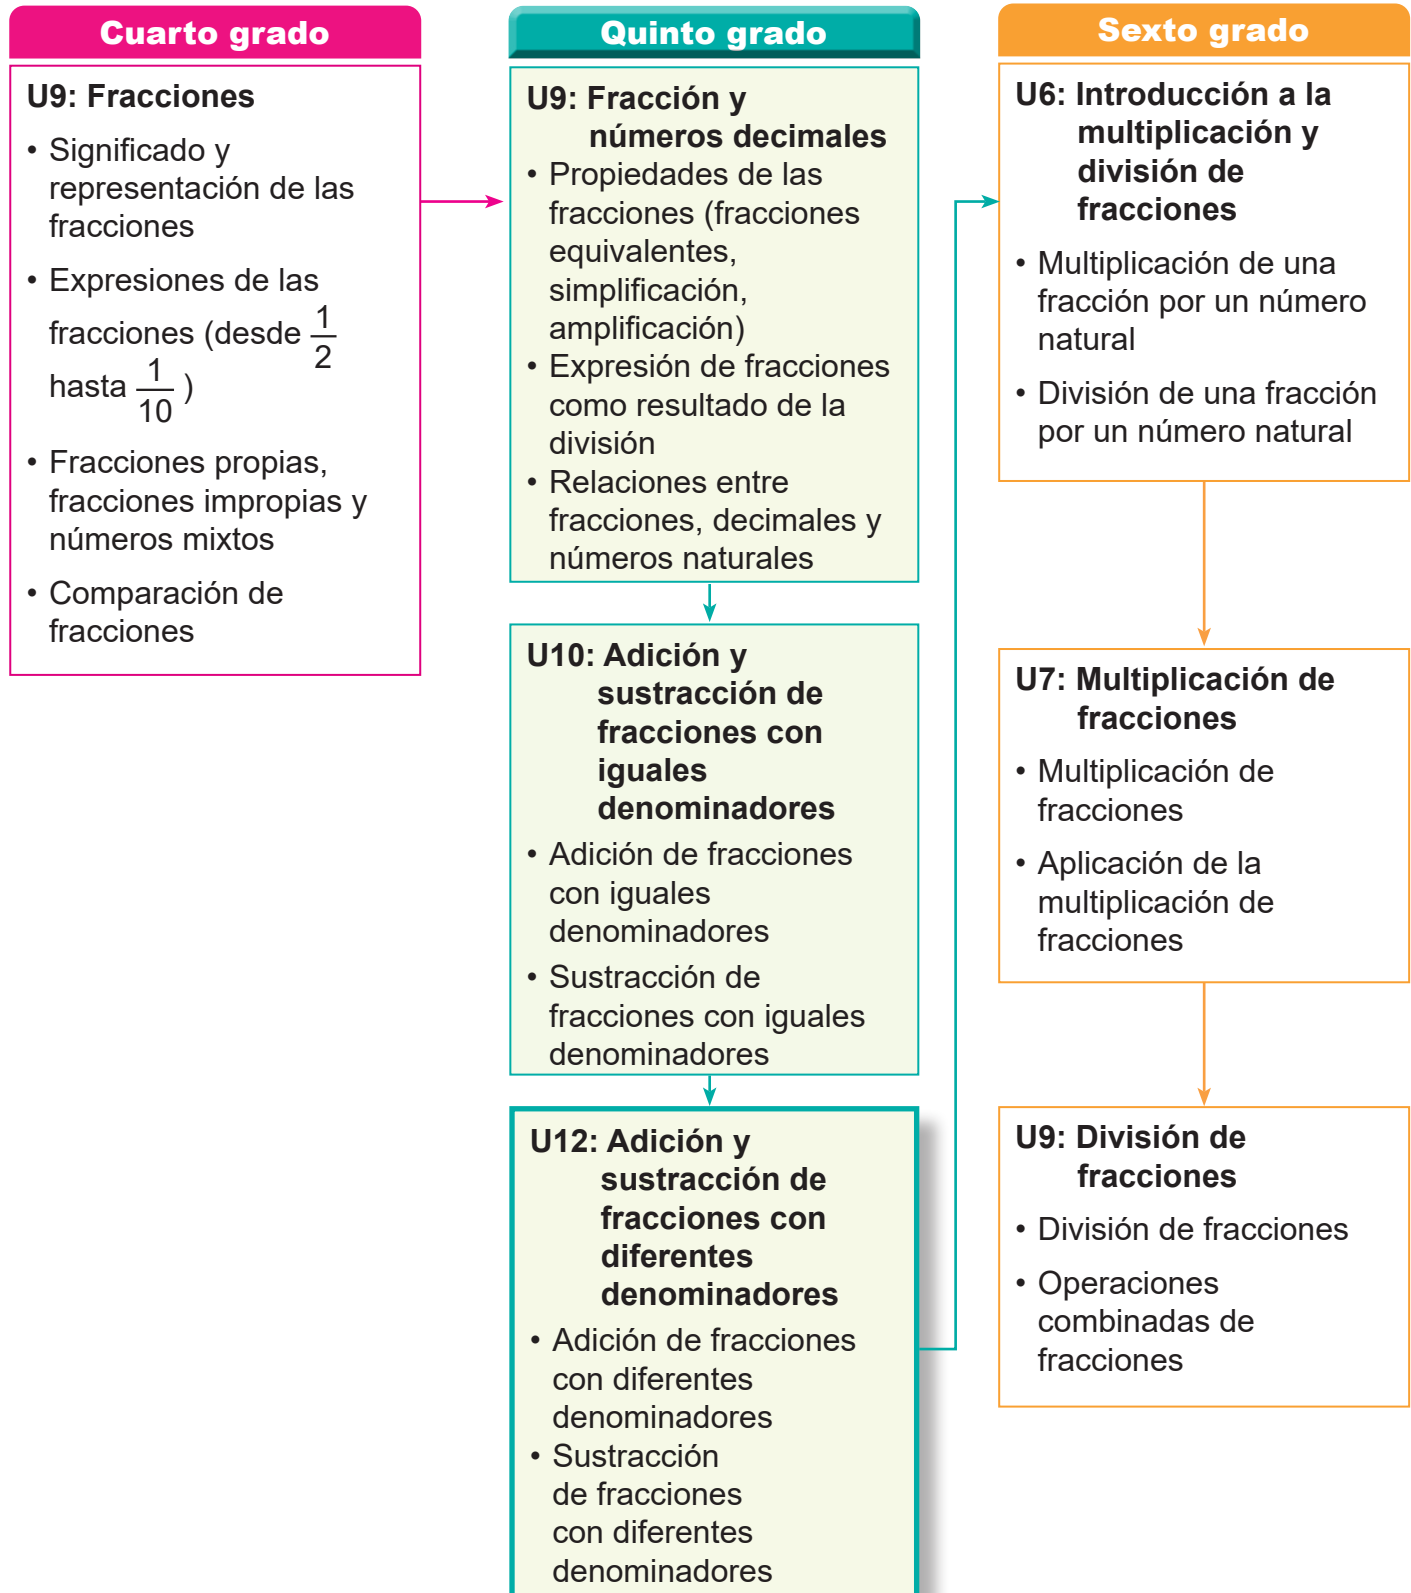 Cuarto grado
U9: Fracciones
• Significado y
representación de las
fracciones
• Expresiones de las
fracciones (desde 1/2
hasta 1/10 )
• Fracciones propias,
fracciones impropias y
números mixtos
• Comparación de
fracciones
Quinto grado
U9: Fracción y
números decimales
• Propiedades de las
fracciones (fracciones
equivalentes,
simplificación,
amplificación)
• Expresión de fracciones
como resultado de la
división
• Relaciones entre
fracciones, decimales y
números naturales
U10: Adición y
sustracción de
fracciones con
iguales
denominadores
• Adición de fracciones
con iguales
denominadores
• Sustracción de
fracciones con iguales
denominadores
U12: Adición y
sustracción de
fracciones con
diferentes
denominadores
• Adición de fracciones
con diferentes
denominadores
• Sustracción
de fracciones
con diferentes
denominadores
Sexto grado
U6: Introducción a la
multiplicación y
división de
fracciones
• Multiplicación de una
fracción por un número
natural
• División de una fracción
por un número natural
U7: Multiplicación de
fracciones
• Multiplicación de
fracciones
• Aplicación de la
multiplicación de
fracciones
U9: División de
fracciones
• División de fracciones
• Operaciones
combinadas de
fracciones